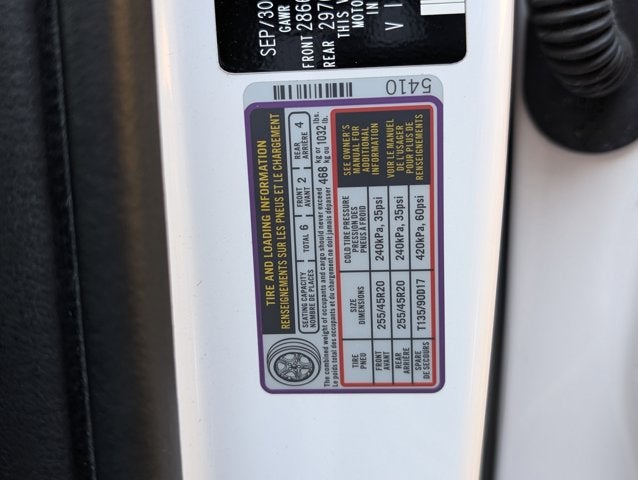 SEP/30
GAWR
FRONT 286
REAR 297
THIS V
MOTO
IN
V I
5410
TIRE AND LOADING INFORMATION
RENSEIGNEMENTS SUR LES PNEUS ET LE CHARGEMENT
SEATING CAPACITY TOTAL 6 FRONT 2 REAR 4
NOMBRE DE PLACES AVANT ARRIÈRE
The combined weight of occupants and cargo should never exceed 468 kg or 1032 lbs.
Le poids total des occupants et du chargement ne doit jamais dépasser kg ou lb.
TIRE
PNEU
SIZE
DIMENSIONS
COLD TIRE PRESSURE
PRESSION DES
PNEUS À FROID
SEE OWNER'S
MANUAL FOR
ADDITIONAL
INFORMATION
FRONT
AVANT
255/45R20
240kPa, 35psi
REAR
ARRIÈRE
255/45R20
240kPa, 35psi
VOIR LE MANUEL
DE L'USAGER
POUR PLUS DE
RENSEIGNEMENTS
SPARE
DE SECOURS
T135/90D17
420kPa, 60psi